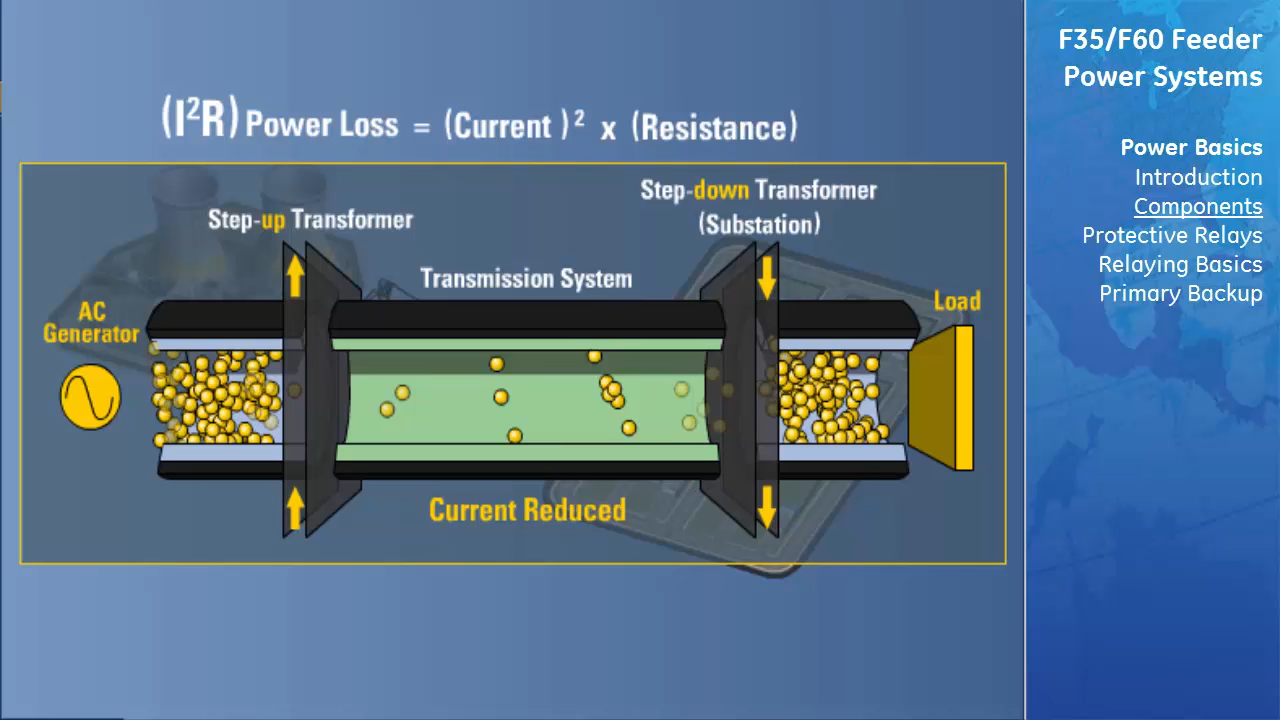 (I²R) Power Loss = (Current )² x (Resistance)
Step-up Transformer
Step-down Transformer
(Substation)
Transmission System
AC
Generator
Load
Current Reduced
F35/F60 Feeder
Power Systems
Power Basics
Introduction
Components
Protective Relays
Relaying Basics
Primary Backup